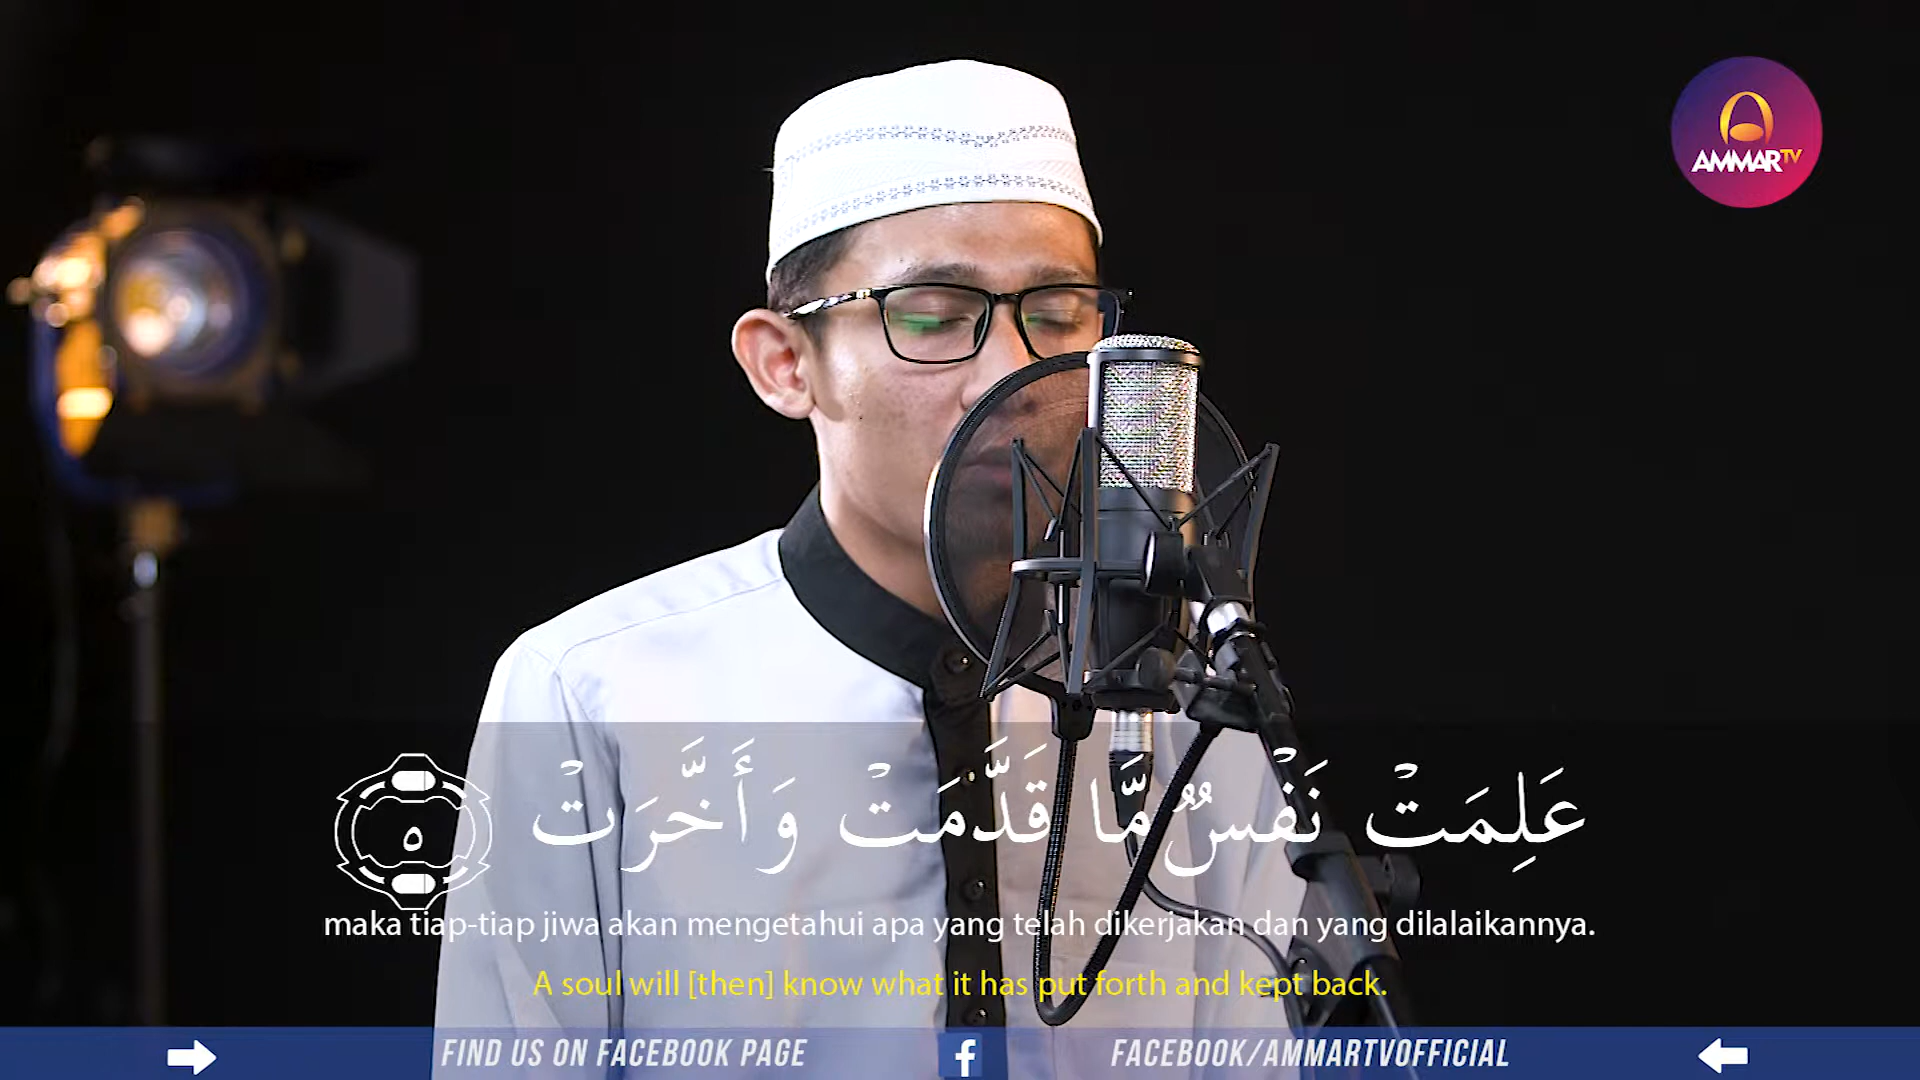 AMMARTV
عَلِمَتْ نَفْسٌ مَّا قَدَّمَتْ وَأَخَّرَتْ ٥
maka tiap-tiap jiwa akan mengetahui apa yang telah dikerjakan dan yang dilalaikannya.
A soul will [then] know what it has put forth and kept back.
FIND US ON FACEBOOK PAGE f FACEBOOK/AMMARTVOFFICIAL